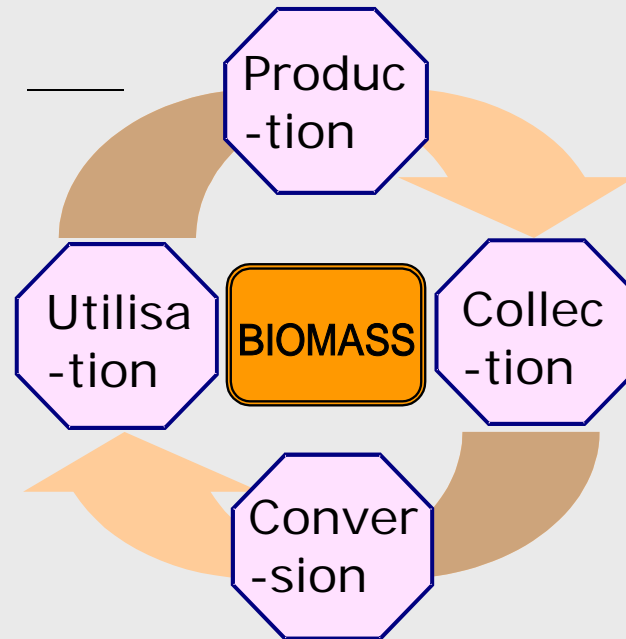 Produc
-tion
Utilisa
-tion
BIOMASS
Collec
-tion
Conver
-sion